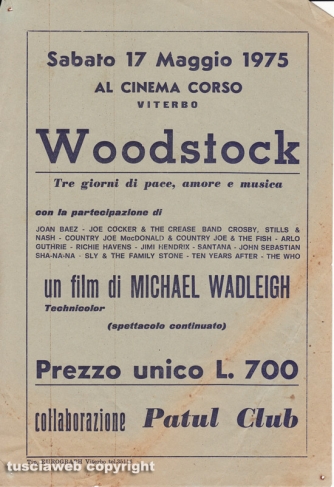 Sabato 17 Maggio 1975
AL CINEMA CORSO
VITERBO
Woodstock
Tre giorni di pace, amore e musica
con la partecipazione di
JOAN BAEZ - JOE COCKER & THE CREASE BAND CROSBY, STILLS &
NASH - COUNTRY JOE MacDONALD & COUNTRY JOE & THE FISH - ARLO
GUTHRIE - RICHIE HAVENS - JIMI HENDRIX - SANTANA - JOHN SEBASTIAN
SHA-NA-NA - SLY & THE FAMILY STONE - TEN YEARS AFTER - THE WHO
un film di MICHAEL WADLEIGH
Technicolor
(spettacolo continuato)
Prezzo unico L. 700
collaborazione Patul Club
Viterbo
tusciaweb copyright